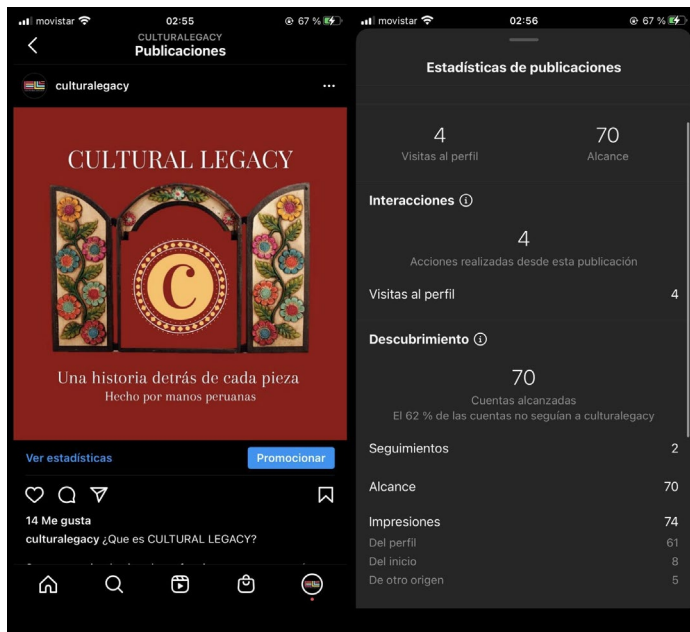 movistar
02:55
67 %
CULTURALEGACY
Publicaciones
culturalegacy
CULTURAL LEGACY
C
Una historia detrás de cada pieza
Hecho por manos peruanas
Ver estadísticas
Promocionar
14 Me gusta
culturalegacy ¿Que es CULTURAL LEGACY?
movistar
02:56
67 %
Estadísticas de publicaciones
4
70
Visitas al perfil
Alcance
Interacciones
4
Acciones realizadas desde esta publicación
Visitas al perfil 4
Descubrimiento
70
Cuentas alcanzadas
El 62 % de las cuentas no seguían a culturalegacy
Seguimientos 2
Alcance 70
Impresiones 74
Del perfil 61
Del inicio 8
De otro origen 5